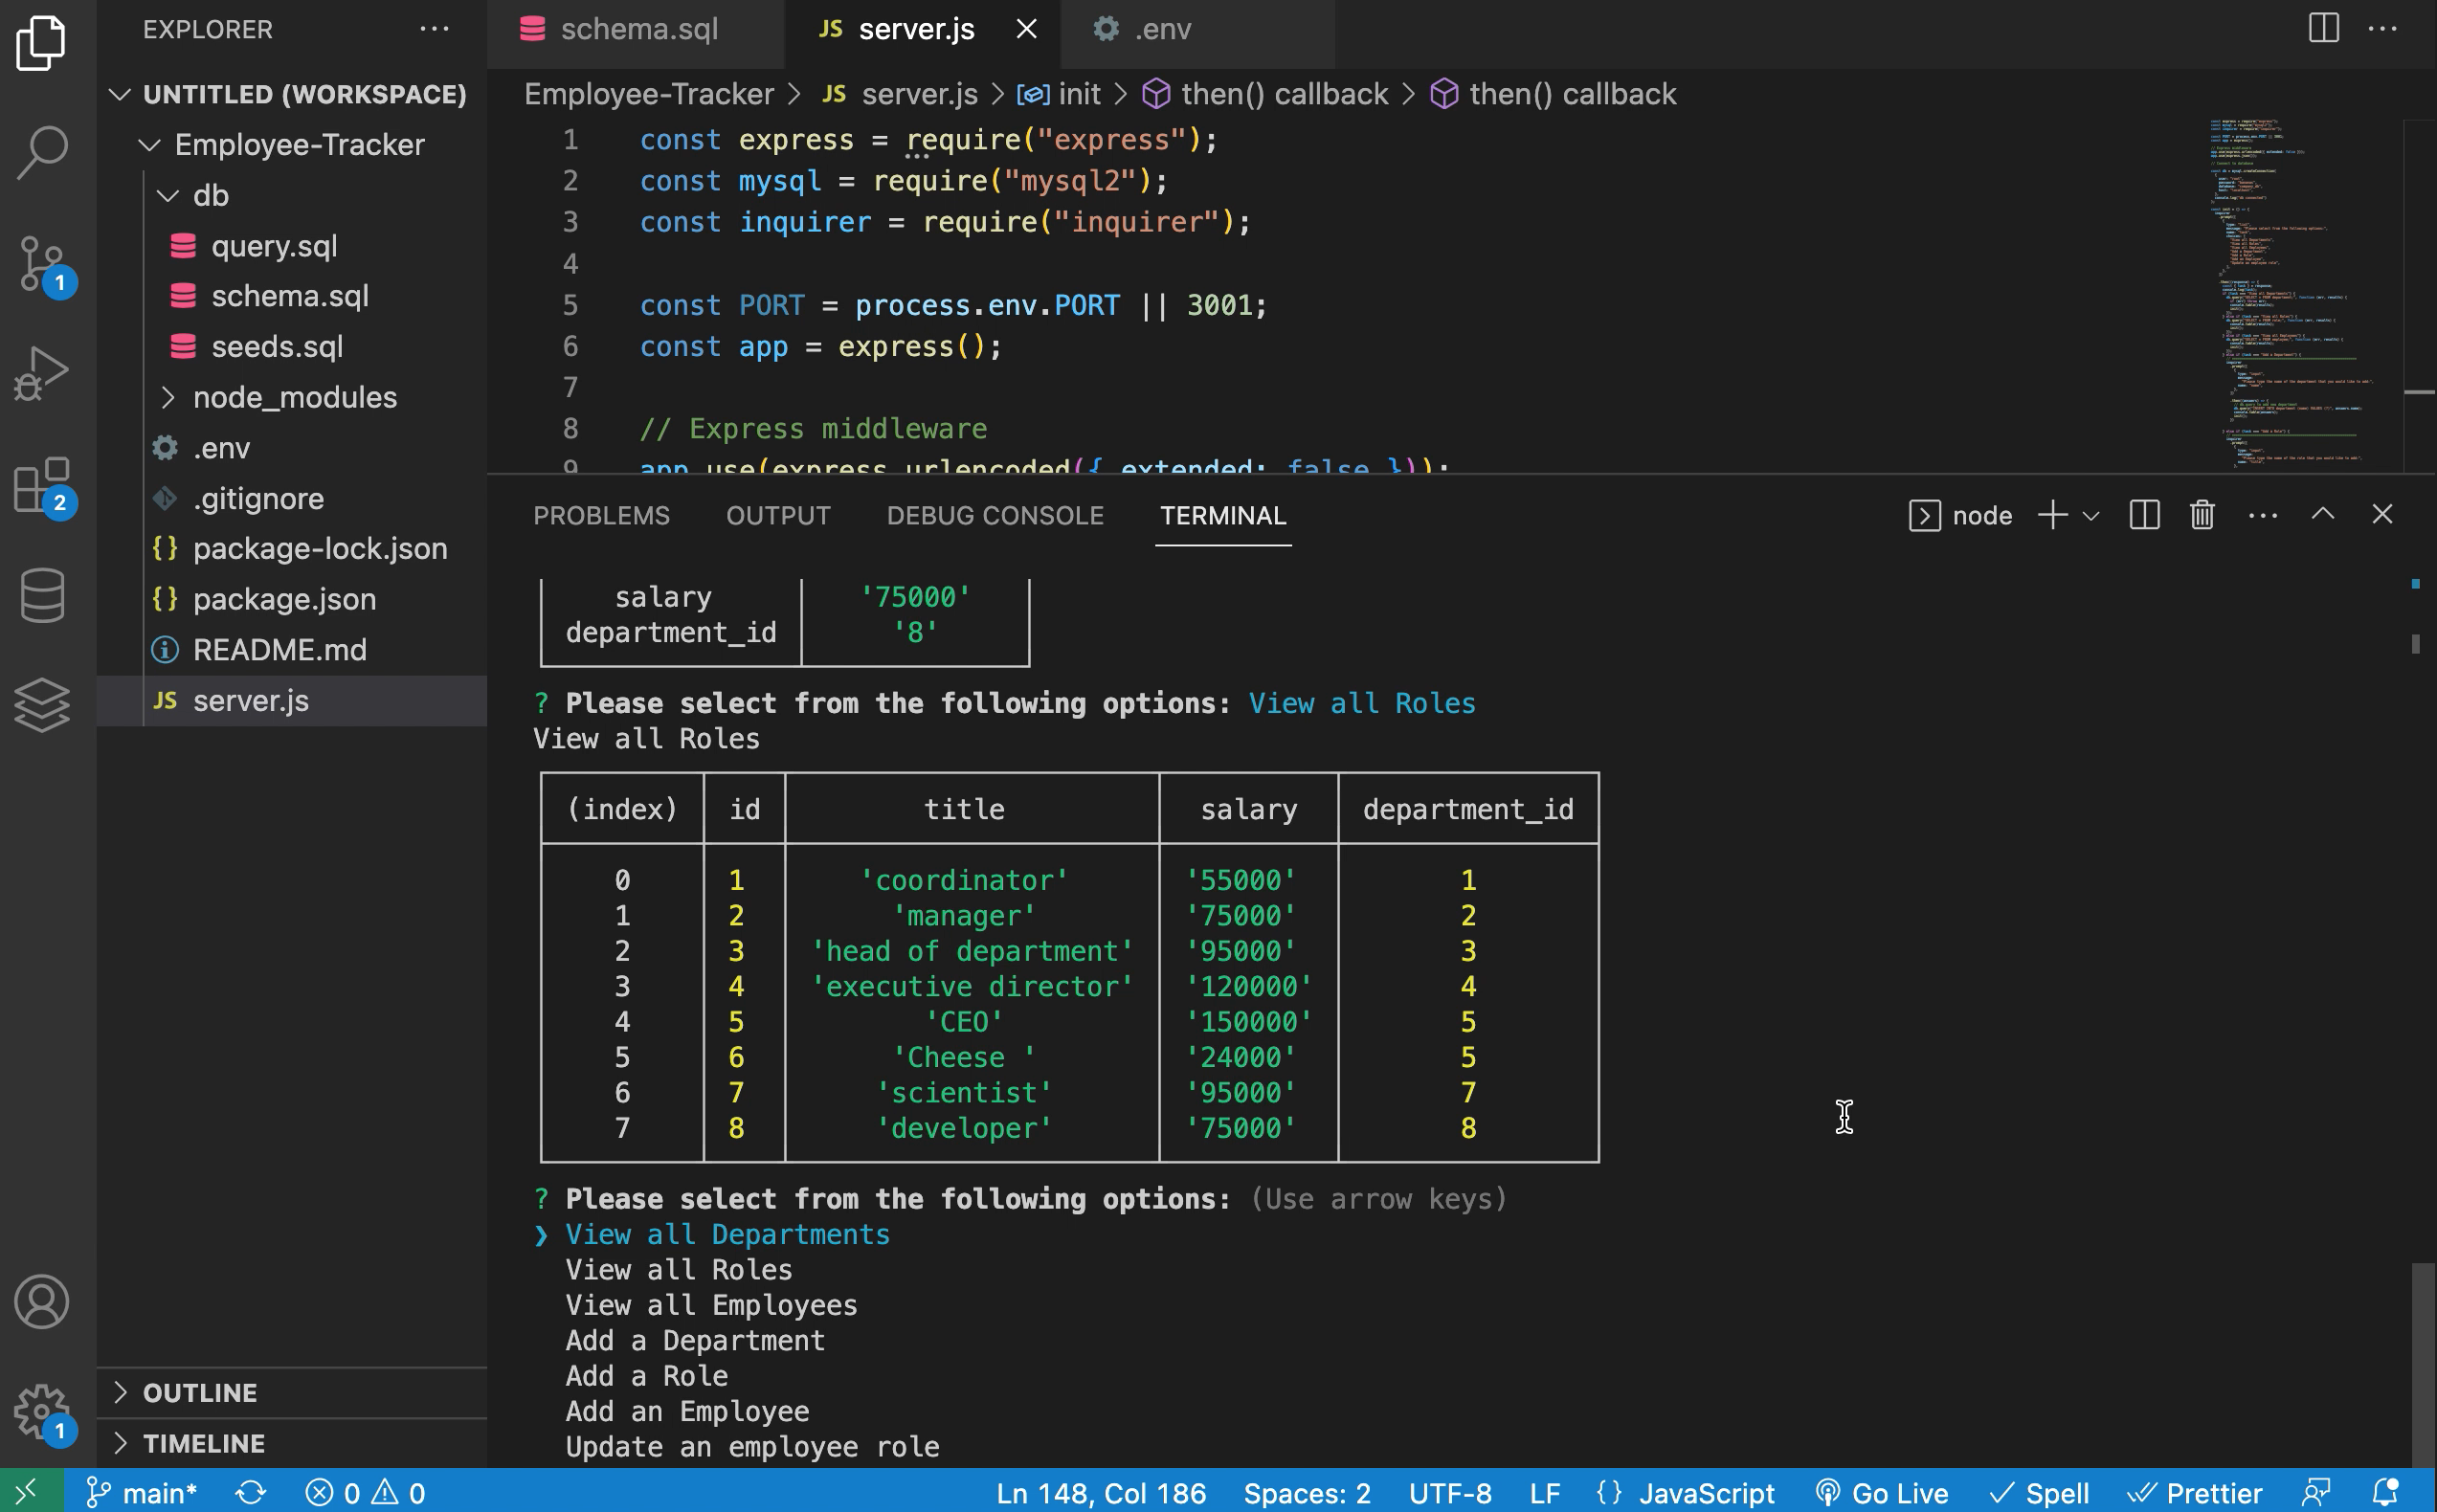 EXPLORER
UNTITLED (WORKSPACE)
Employee-Tracker
db
query.sql
schema.sql
seeds.sql
node_modules
.env
.gitignore
package-lock.json
package.json
README.md
JS server.js
OUTLINE
TIMELINE
1
2
1
schema.sql JS server.js .env
Employee-Tracker > JS server.js > init > then() callback > then() callback
1 const express = require("express");
2 const mysql = require("mysql2");
3 const inquirer = require("inquirer");
4
5 const PORT = process.env.PORT || 3001;
6 const app = express();
7
8 // Express middleware
9 app.use(express.urlencoded({ extended: false }));
PROBLEMS OUTPUT DEBUG CONSOLE TERMINAL node
salary '75000'
department_id '8'
? Please select from the following options: View all Roles
View all Roles
(index) id title salary department_id
0 1 'coordinator' '55000' 1
1 2 'manager' '75000' 2
2 3 'head of department' '95000' 3
3 4 'executive director' '120000' 4
4 5 'CEO' '150000' 5
5 6 'Cheese ' '24000' 5
6 7 'scientist' '95000' 7
7 8 'developer' '75000' 8
? Please select from the following options: (Use arrow keys)
❯ View all Departments
View all Roles
View all Employees
Add a Department
Add a Role
Add an Employee
Update an employee role
main* 0 0 Ln 148, Col 186 Spaces: 2 UTF-8 LF {} JavaScript Go Live Spell Prettier